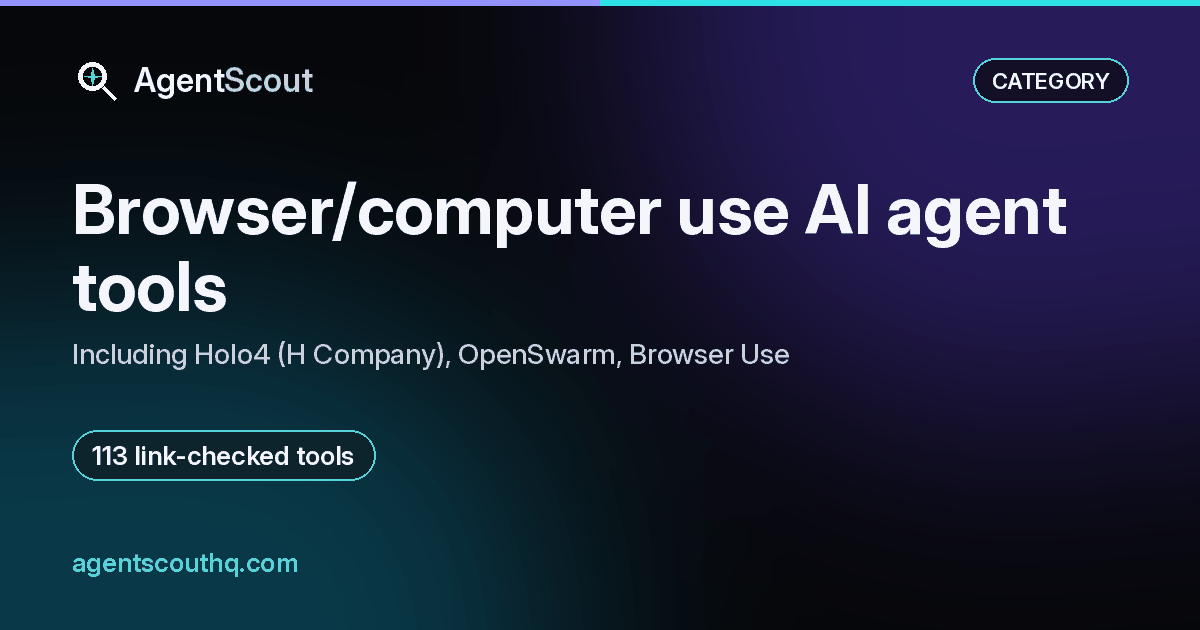 AgentScout
CATEGORY
Browser/computer use AI agent
tools
Including Holo4 (H Company), OpenSwarm, Browser Use
113 link-checked tools
agentscouthq.com